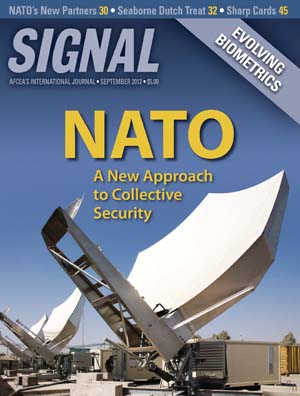 NATO's New Partners 30 • Seaborne Dutch Treat 32 • Sharp Cards 45
SIGNAL
AFCEA'S INTERNATIONAL JOURNAL • SEPTEMBER 2012 • $5.00
EVOLVING
BIOMETRICS
NATO
A New Approach
to Collective
Security